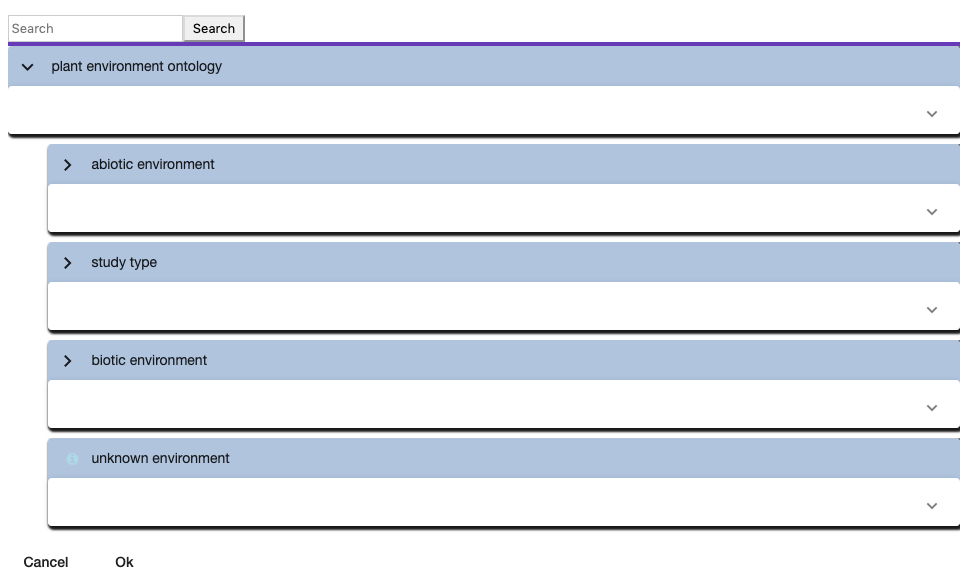 Search Search
plant environment ontology
abiotic environment
study type
biotic environment
unknown environment
Cancel Ok